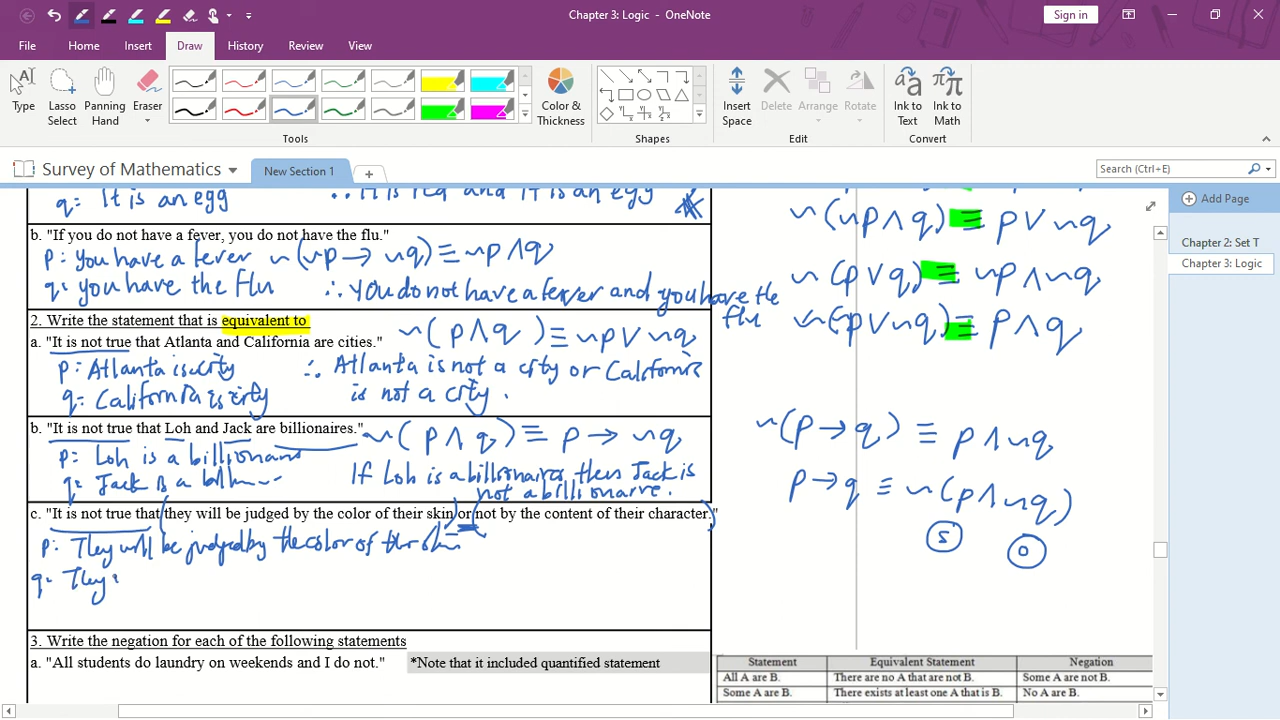 Chapter 3: Logic - OneNote
Sign in
File Home Insert Draw History Review View
Type
Lasso Select
Panning Hand
Eraser
Color & Thickness
Insert Space
Delete
Arrange
Rotate
Ink to Text
Ink to Math
Tools
Shapes
Edit
Convert
Survey of Mathematics
New Section 1
Search (Ctrl+E)
Add Page
Chapter 2: Set T
Chapter 3: Logic
q: It is an egg ∴ It is red and it is an egg
b. "If you do not have a fever, you do not have the flu."
p: you have a fever ~(~p → ~q) ≡ ~p ∧ q
q: you have the flu ∴ you do not have a fever and you have the flu
2. Write the statement that is equivalent to
~(p ∧ q) ≡ ~p ∨ ~q
a. "It is not true that Atlanta and California are cities."
p: Atlanta is city ∴ Atlanta is not a city or California
q: California is city is not a city.
b. "It is not true that Loh and Jack are billionaires." ~(p ∧ q) ≡ p → ~q
p: Loh is a billionaire If Loh is a billionaire, then Jack is
q: Jack is a not a billionaire.
c. "It is not true that (they will be judged by the color of their skin) or (not by the content of their character.)"
p: They will be judged by the color of their skin
q: They
3. Write the negation for each of the following statements
a. "All students do laundry on weekends and I do not." *Note that it included quantified statement
~(~p ∧ q) ≡ p ∨ ~q
~(p ∨ q) ≡ ~p ∧ ~q
~(~p ∨ ~q) ≡ p ∧ q
~(p → q) ≡ p ∧ ~q
p → q ≡ ~(p ∧ ~q)
Statement Equivalent Statement Negation
All A are B. There are no A that are not B. Some A are not B.
Some A are B. There exists at least one A that is B. No A are B.